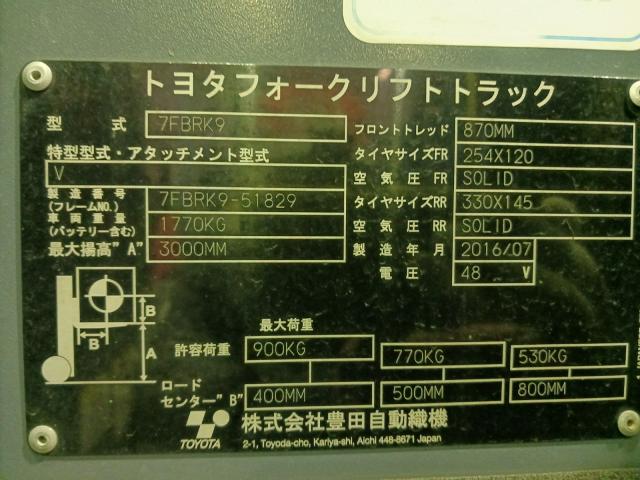 トヨタフォークリフトトラック
型式 7FBRK9 フロントトレッド 870MM
特型型式・アタッチメント型式 タイヤサイズFR 254X120
V 空気圧FR SOLID
製造番号 (フレームNO.) 7FBRK9-51829 タイヤサイズRR 330X145
車両重量 (バッテリー含む) 1770KG 空気圧RR SOLID
最大揚高"A" 3000MM 製造年月 2016/07
電圧 48 V
B
B A
最大荷重
許容荷重 900KG 770KG 530KG
ロードセンター"B" 400MM 500MM 800MM
TOYOTA 株式会社豊田自動織機
2-1, Toyoda-cho, Kariya-shi, Aichi 448-8671 Japan